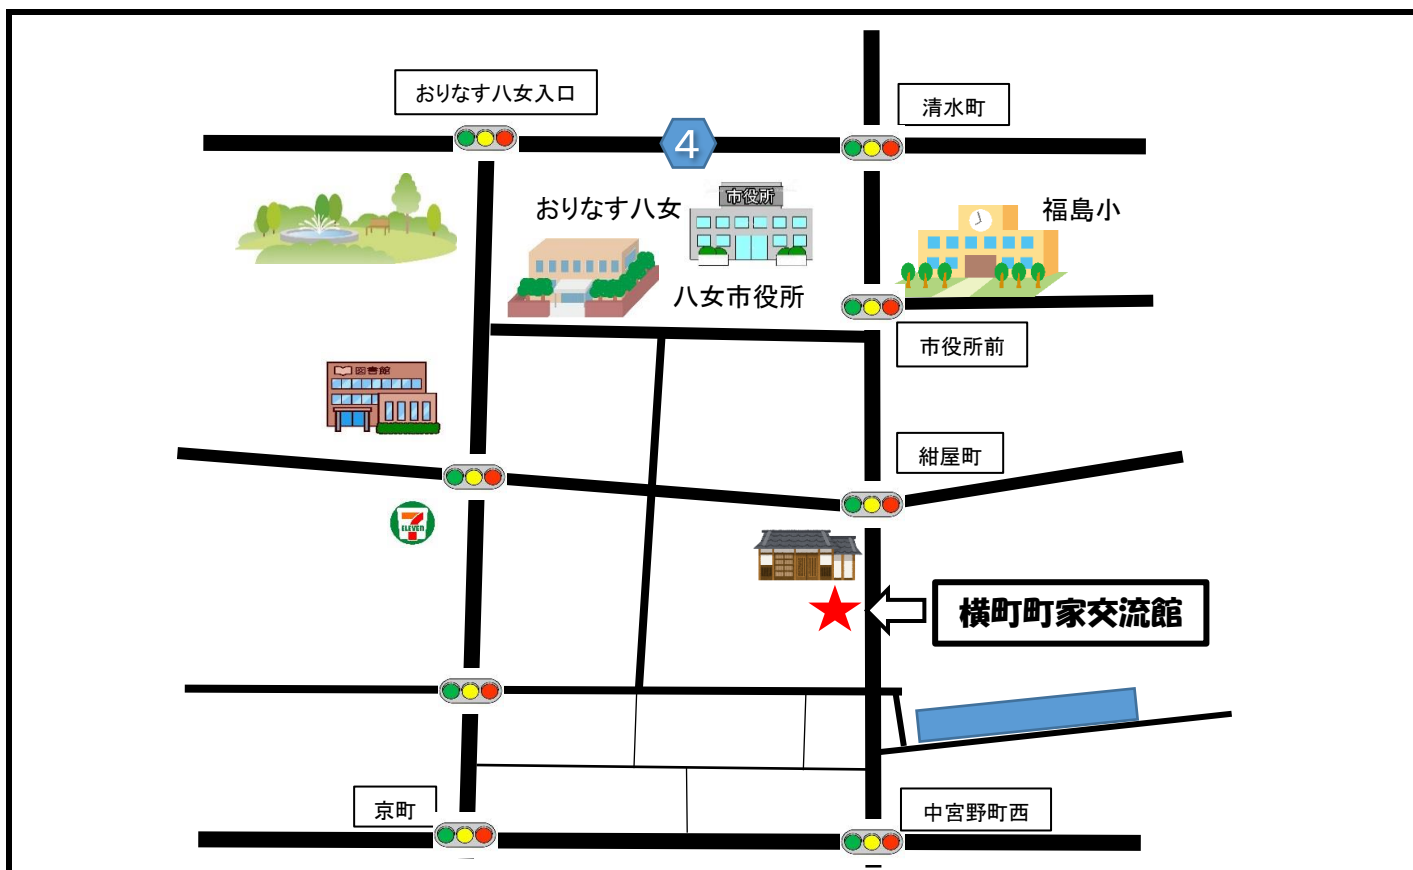 おりなす八女入口
清水町
4
おりなす八女
市役所
福島小
八女市役所
市役所前
図書館
紺屋町
7
ELEVEN
横町町家交流館
京町
中宮野町西